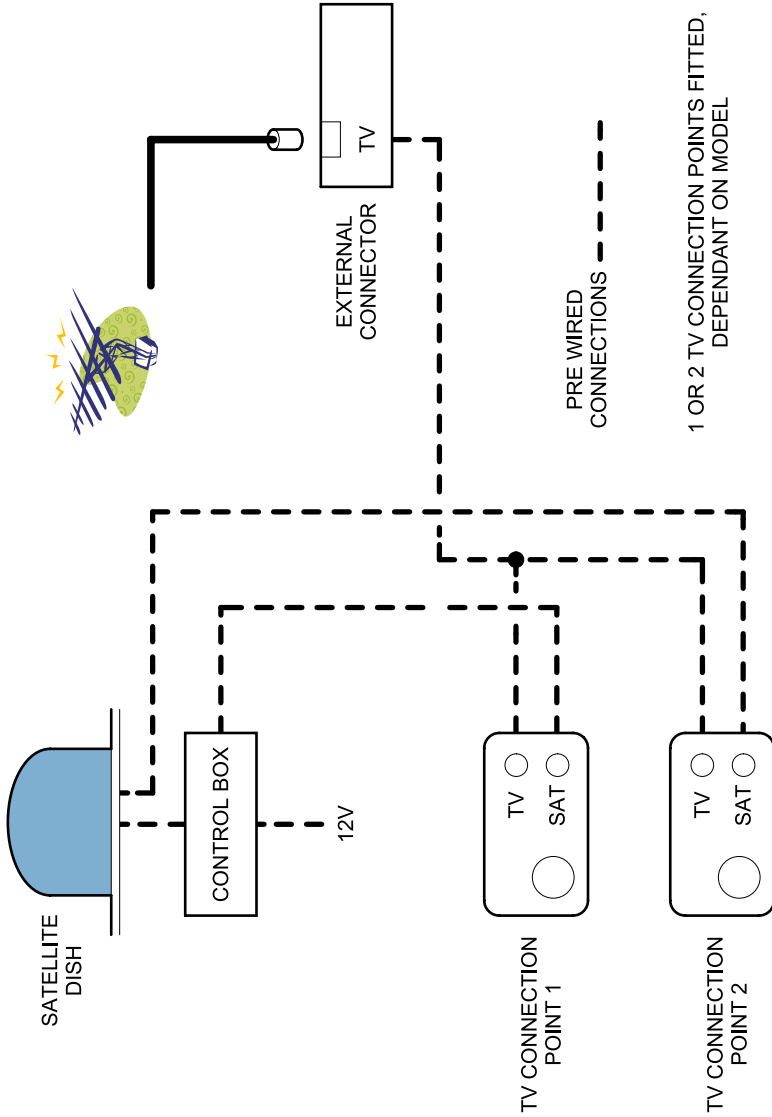 SATELLITE
DISH
CONTROL BOX
12V
TV CONNECTION
POINT 1
TV
SAT
TV CONNECTION
POINT 2
TV
SAT
EXTERNAL
CONNECTOR
TV
PRE WIRED
CONNECTIONS
1 OR 2 TV CONNECTION POINTS FITTED,
DEPENDANT ON MODEL